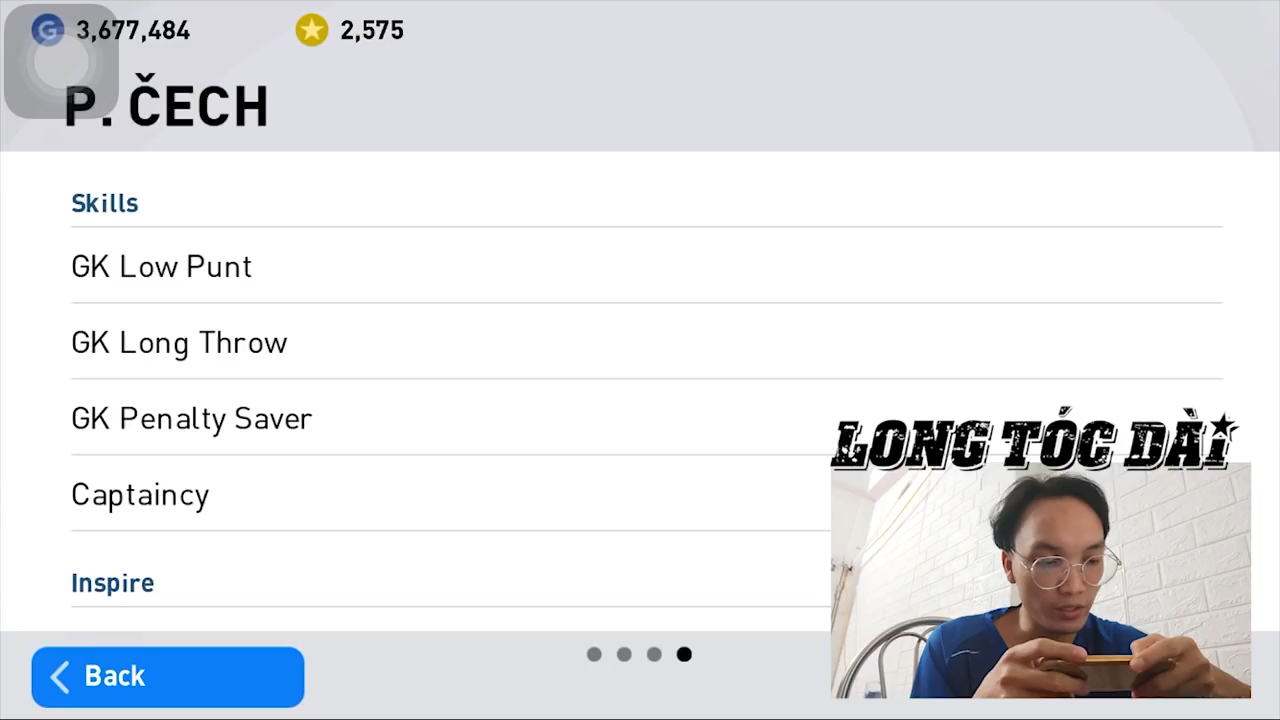 3,677,484
2,575
P. ČECH
Skills
GK Low Punt
GK Long Throw
GK Penalty Saver
Captaincy
LONG TÓC DÀI
Inspire
Back